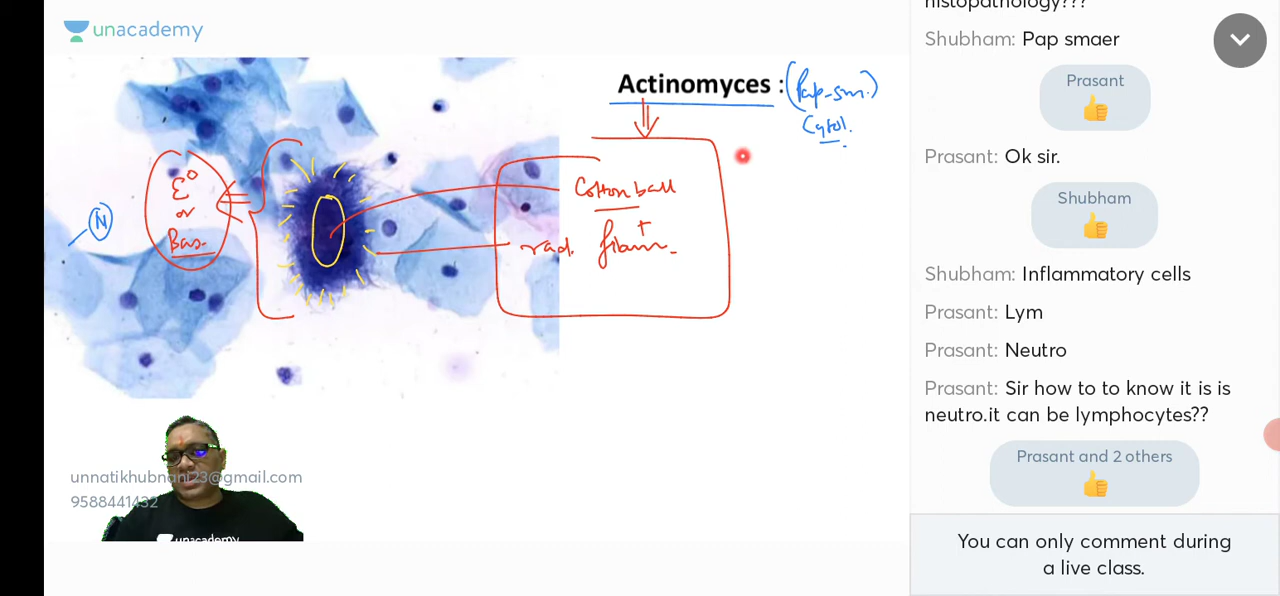 unacademy
Actinomyces : (Pap-sm.)
Cytol.
Cotton ball
+
rad. filam.
N
or
Bas.
unnatikhubnani23@gmail.com
9588441432
unacademy
histopathology???
Shubham: Pap smaer
Prasant
Prasant: Ok sir.
Shubham
Shubham: Inflammatory cells
Prasant: Lym
Prasant: Neutro
Prasant: Sir how to to know it is is
neutro.it can be lymphocytes??
Prasant and 2 others
You can only comment during
a live class.